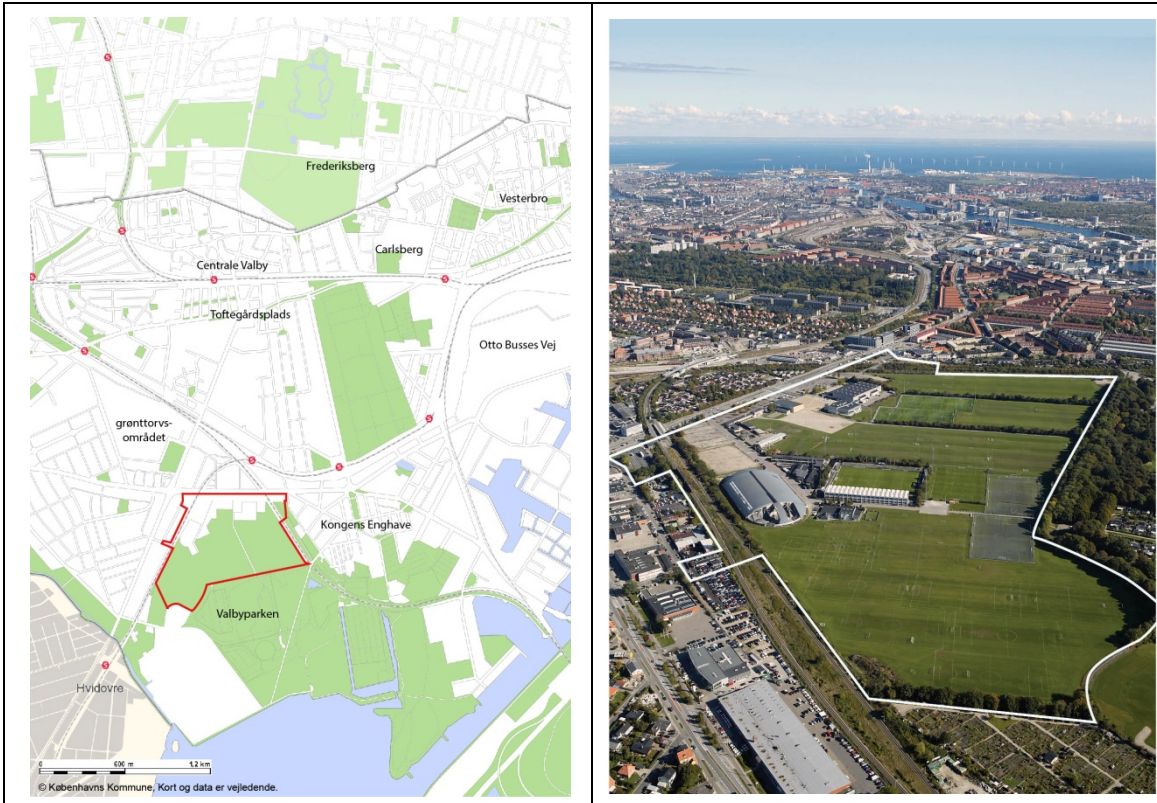 Frederiksberg
Vesterbro
Carlsberg
Centrale Valby
Toftegårdsplads
Otto Busses Vej
grønttorvs-
området
Kongens Enghave
Valbyparken
Hvidovre
0 600 m 1,2 km
© Københavns Kommune, Kort og data er vejledende.